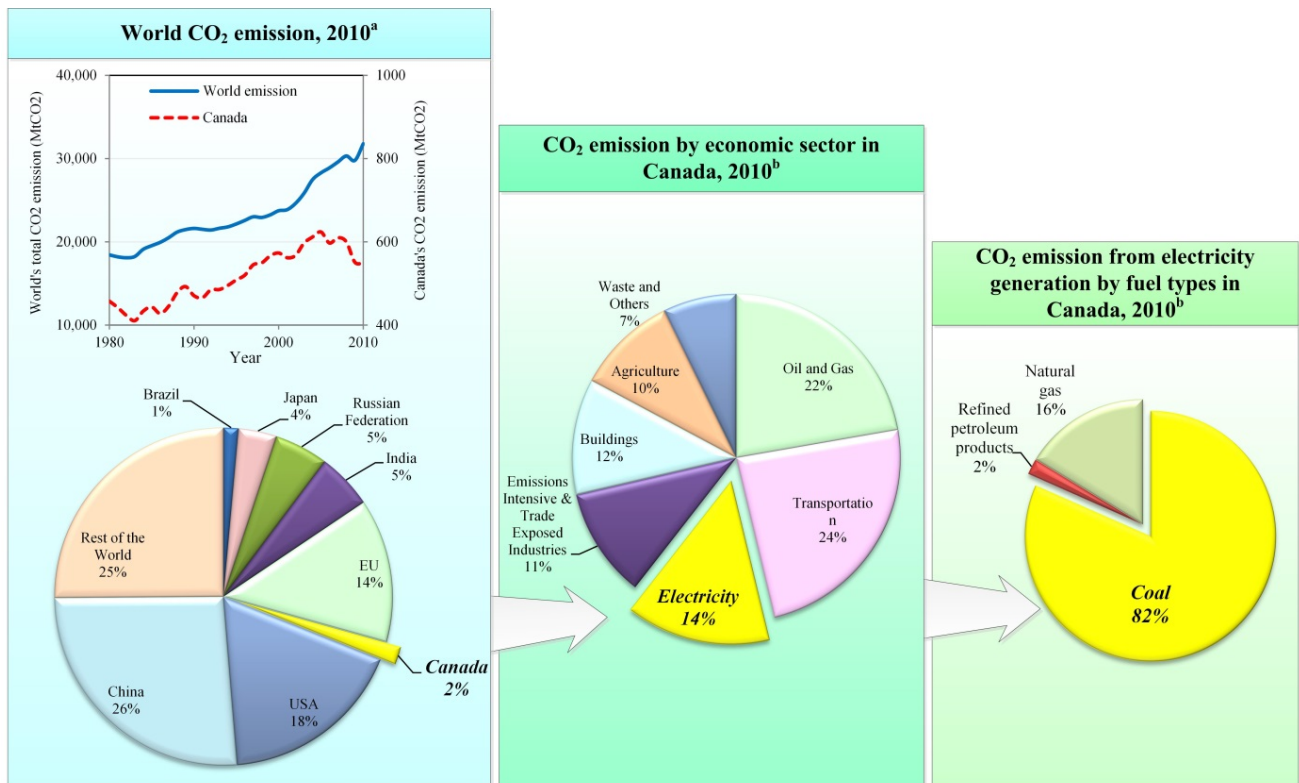 World CO₂ emission, 2010ᵃ
40,000
30,000
20,000
10,000
World's total CO2 emission (MtCO2)
World emission
Canada
1000
800
600
400
Canada's CO2 emission (MtCO2)
1980
1990
2000
2010
Year
Brazil
1%
Japan
4%
Russian
Federation
5%
India
5%
EU
14%
Canada
2%
USA
18%
China
26%
Rest of the
World
25%
CO₂ emission by economic sector in
Canada, 2010ᵇ
Waste and
Others
7%
Oil and Gas
22%
Transportatio
n
24%
Electricity
14%
Emissions
Intensive &
Trade
Exposed
Industries
11%
Buildings
12%
Agriculture
10%
CO₂ emission from electricity
generation by fuel types in
Canada, 2010ᵇ
Natural
gas
16%
Refined
petroleum
products
2%
Coal
82%